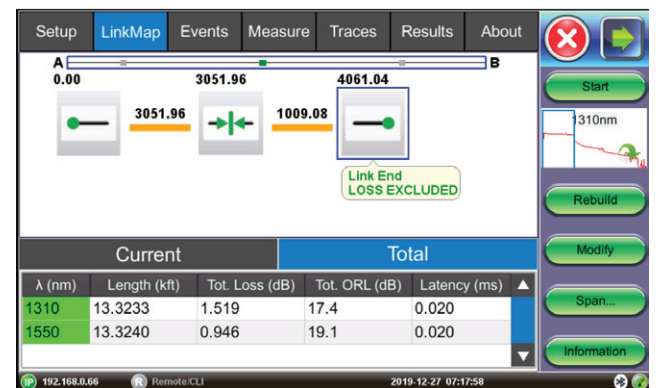 Setup LinkMap Events Measure Traces Results About
A B
0.00 3051.96 4061.04
Start
3051.96 1009.08
1310nm
Link End
LOSS EXCLUDED
Rebuild
Current Total
Modify
λ (nm) Length (kft) Tot. Loss (dB) Tot. ORL (dB) Latency (ms)
1310 13.3233 1.519 17.4 0.020
Span...
1550 13.3240 0.946 19.1 0.020
Information
IP 192.168.0.66 R Remote/CLI 2019-12-27 07:17:58